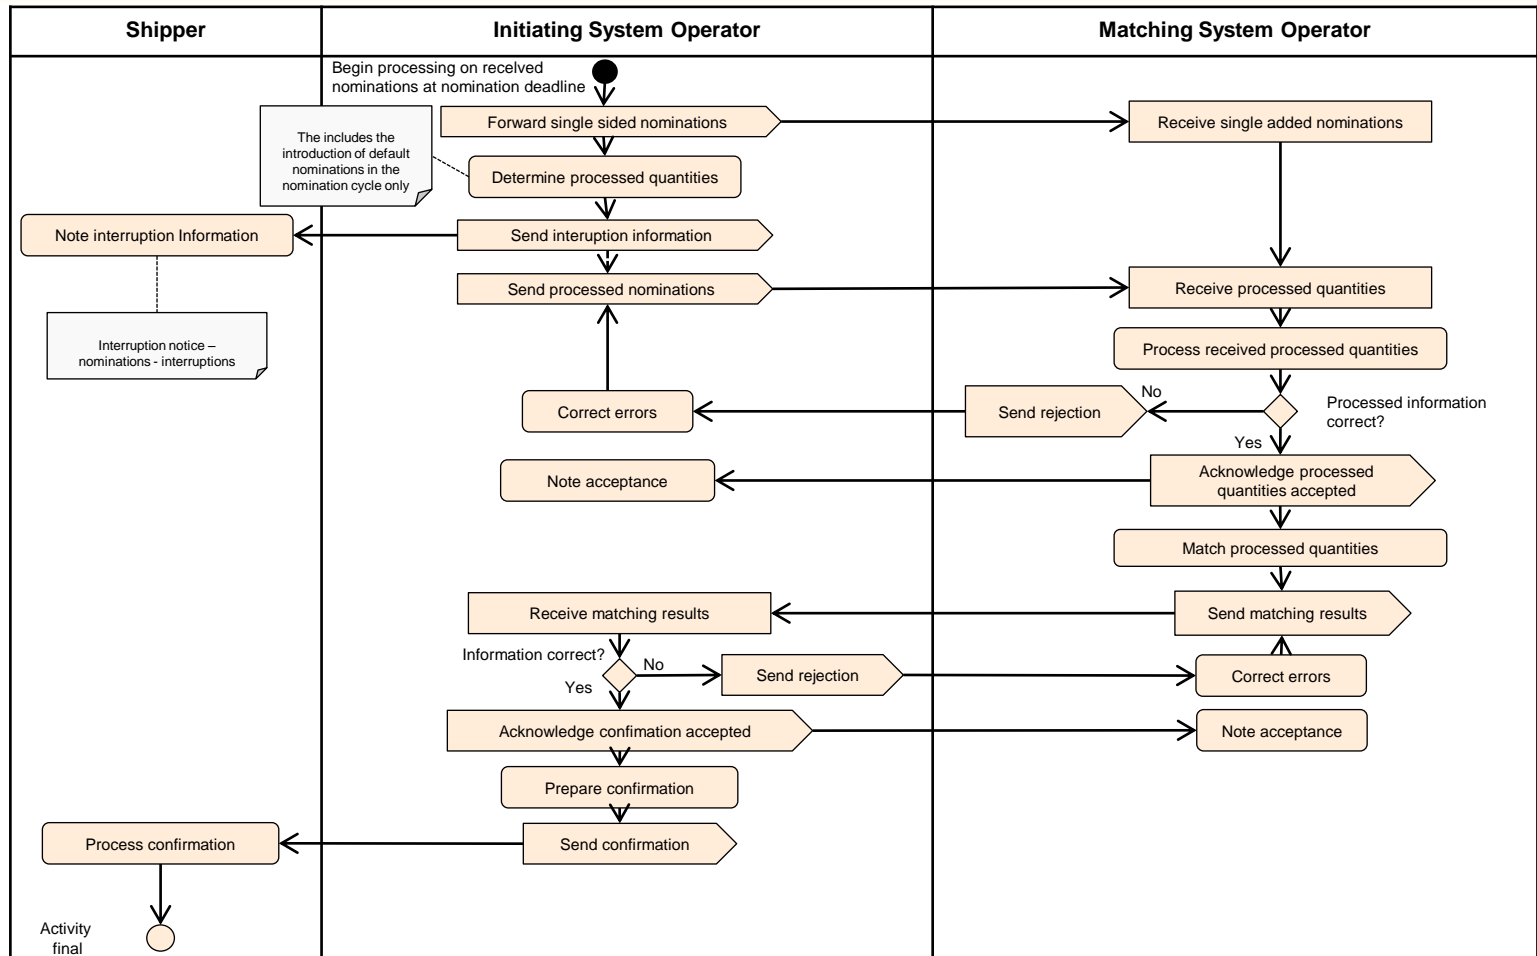 Shipper
Initiating System Operator
Matching System Operator
Begin processing on received
nominations at nomination deadline
Forward single sided nominations
Receive single added nominations
The includes the
introduction of default
nominations in the
nomination cycle only
Determine processed quantities
Note interruption Information
Send interuption information
Send processed nominations
Receive processed quantities
Interruption notice –
nominations - interruptions
Process received processed quantities
Correct errors
Send rejection
No
Processed information
correct?
Yes
Note acceptance
Acknowledge processed
quantities accepted
Match processed quantities
Receive matching results
Send matching results
Information correct?
No
Send rejection
Correct errors
Yes
Acknowledge confimation accepted
Note acceptance
Prepare confirmation
Process confirmation
Send confirmation
Activity
final